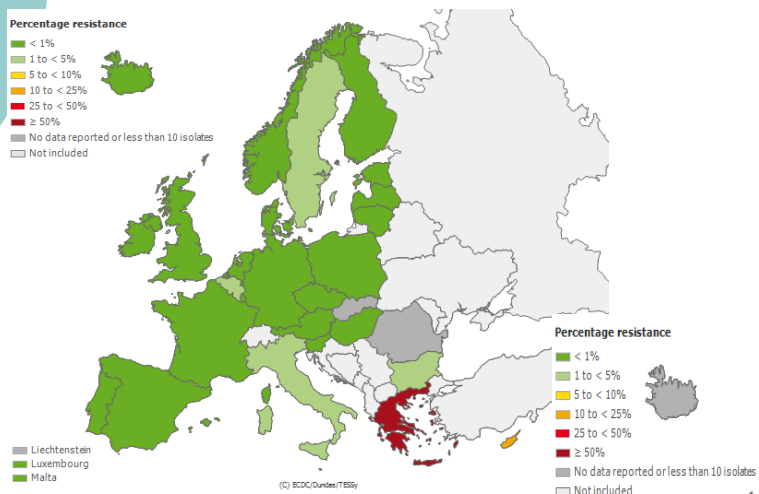 Percentage resistance
< 1%
1 to < 5%
5 to < 10%
10 to < 25%
25 to < 50%
≥ 50%
No data reported or less than 10 isolates
Not included
Liechtenstein
Luxembourg
Malta
(C) ECDC/Dundas/TESSy
Percentage resistance
< 1%
1 to < 5%
5 to < 10%
10 to < 25%
25 to < 50%
≥ 50%
No data reported or less than 10 isolates
Not included